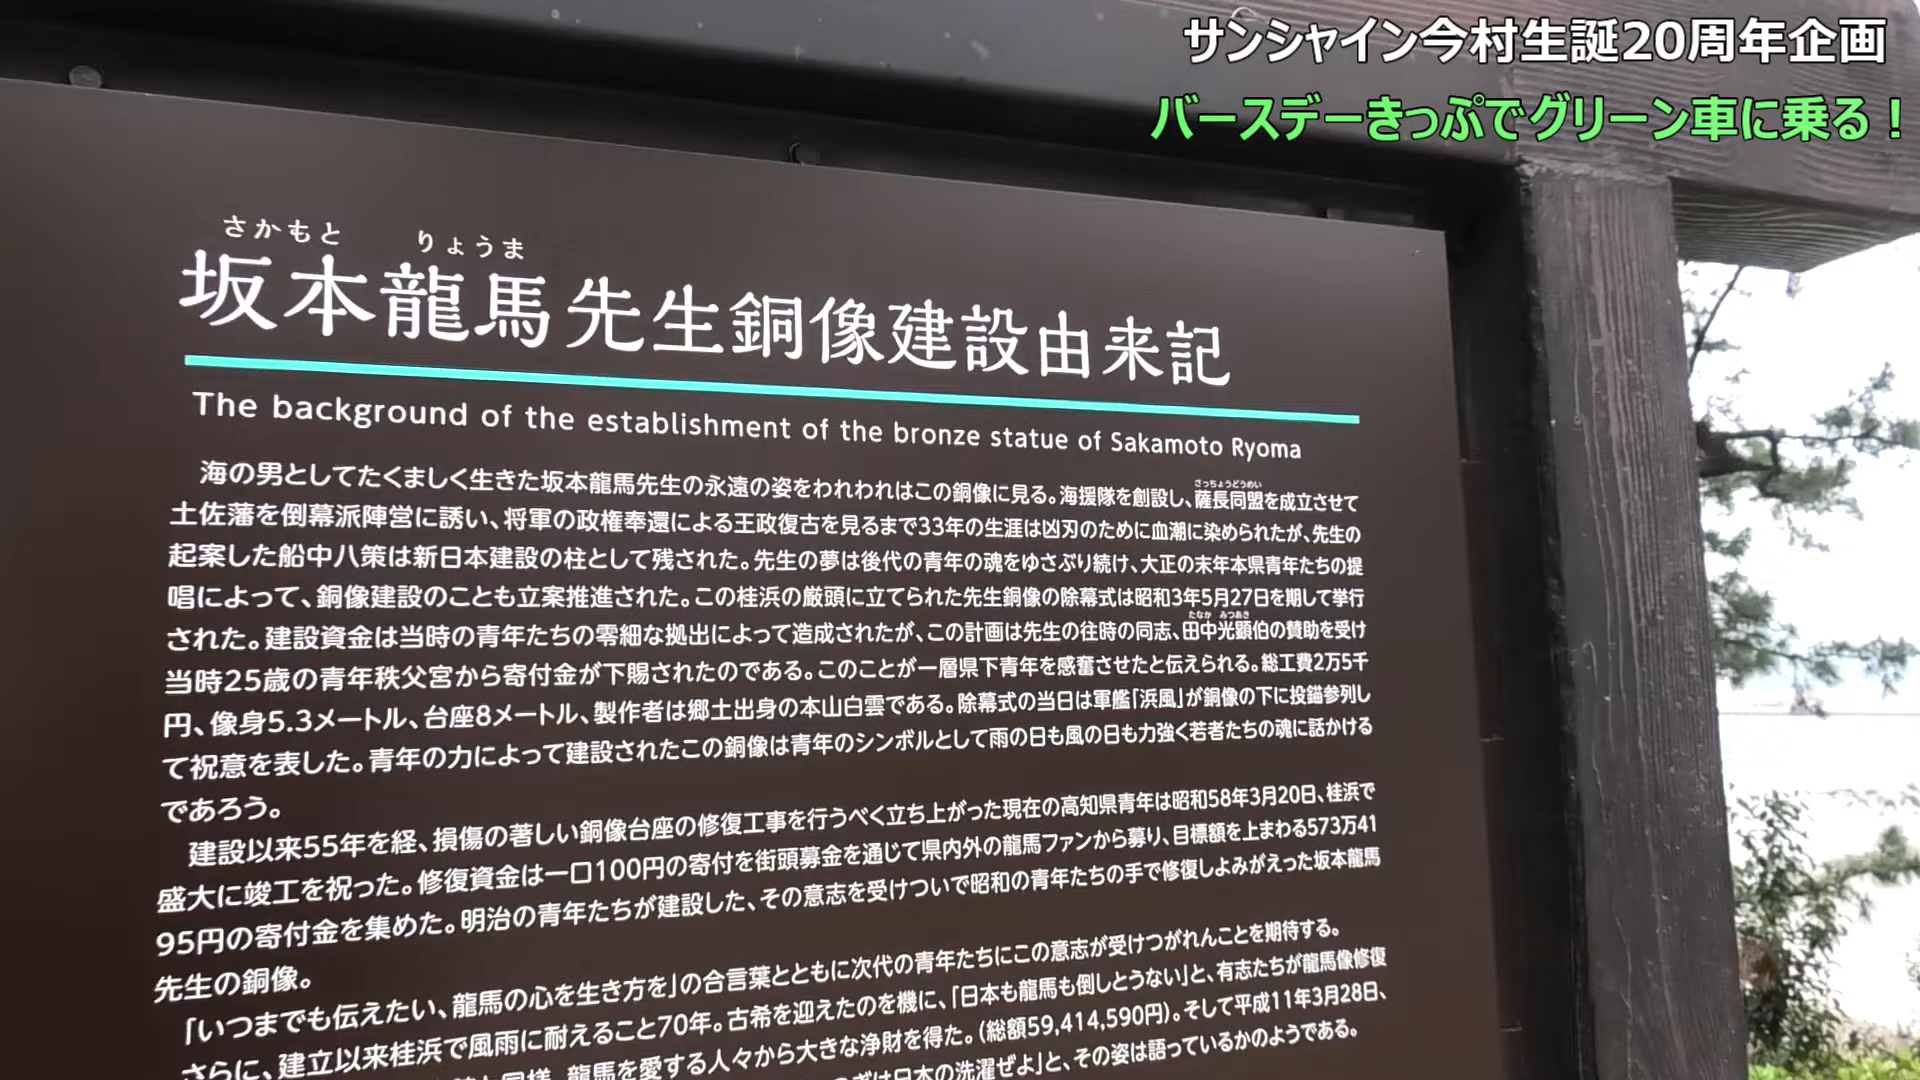 サンシャイン今村生誕20周年企画
バースデーきっぷでグリーン車に乗る！
さかもと りょうま
坂本龍馬先生銅像建設由来記
The background of the establishment of the bronze statue of Sakamoto Ryoma
海の男としてたくましく生きた坂本龍馬先生の永遠の姿をわれわれはこの銅像に見る。海援隊を創設し、薩長同盟を成立させて
さっちょうどうめい
土佐藩を倒幕派陣営に誘い、将軍の政権奉還による王政復古を見るまで33年の生涯は凶刃のために血潮に染められたが、先生の
起案した船中八策は新日本建設の柱として残された。先生の夢は後代の青年の魂をゆさぶり続け、大正の末年本県青年たちの提
唱によって、銅像建設のことも立案推進された。この桂浜の厳頭に立てられた先生銅像の除幕式は昭和3年5月27日を期して挙行
された。建設資金は当時の青年たちの零細な拠出によって造成されたが、この計画は先生の往時の同志、田中光顕伯の賛助を受け
たなか みつあき
当時25歳の青年秩父宮から寄付金が下賜されたのである。このことが一層県下青年を感奮させたと伝えられる。総工費2万5千
円、像身5.3メートル、台座8メートル、製作者は郷土出身の本山白雲である。除幕式の当日は軍艦「浜風」が銅像の下に投錨参列し
て祝意を表した。青年の力によって建設されたこの銅像は青年のシンボルとして雨の日も風の日も力強く若者たちの魂に話かける
であろう。
建設以来55年を経、損傷の著しい銅像台座の修復工事を行うべく立ち上がった現在の高知県青年は昭和58年3月20日、桂浜で
盛大に竣工を祝った。修復資金は一口100円の寄付を街頭募金を通じて県内外の龍馬ファンから募り、目標額を上まわる573万41
95円の寄付金を集めた。明治の青年たちが建設した、その意志を受けついで昭和の青年たちの手で修復しよみがえった坂本龍馬
先生の銅像。
「いつまでも伝えたい、龍馬の心を生き方を」の合言葉とともに次代の青年たちにこの意志が受けつがれんことを期待する。
さらに、建立以来桂浜で風雨に耐えること70年。古希を迎えたのを機に、「日本も龍馬も倒しとうない」と、有志たちが龍馬像修復
龍馬を愛する人々から大きな浄財を得た。(総額59,414,590円)。そして平成11年3月28日、
は日本の洗濯ぜよ」と、その姿は語っているかのようである。